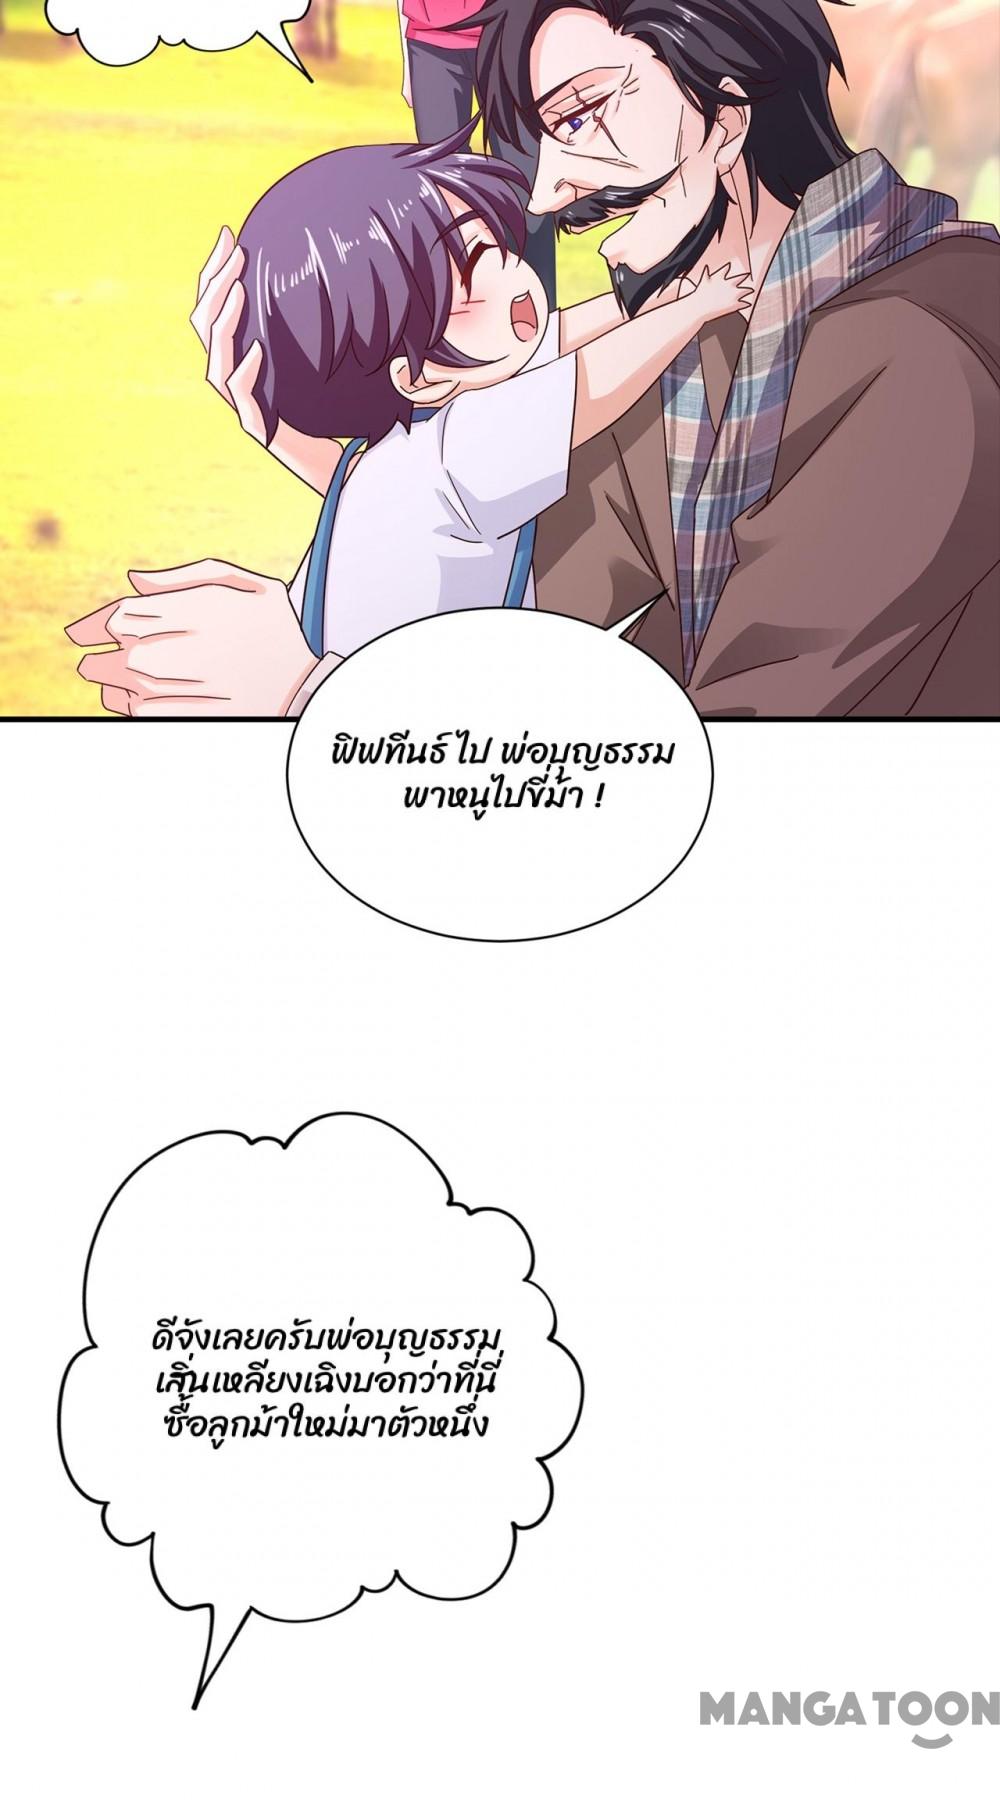 ฟิฟทีนธ์ ไป พ่อบุญธรรม
พาหนูไปขี่ม้า !
ดีจังเลยครับพ่อบุญธรรม
เสิ่นเหลียงเฉิงบอกว่าที่นี่
ซื้อลูกม้าใหม่มาตัวหนึ่ง
MANGA TOON